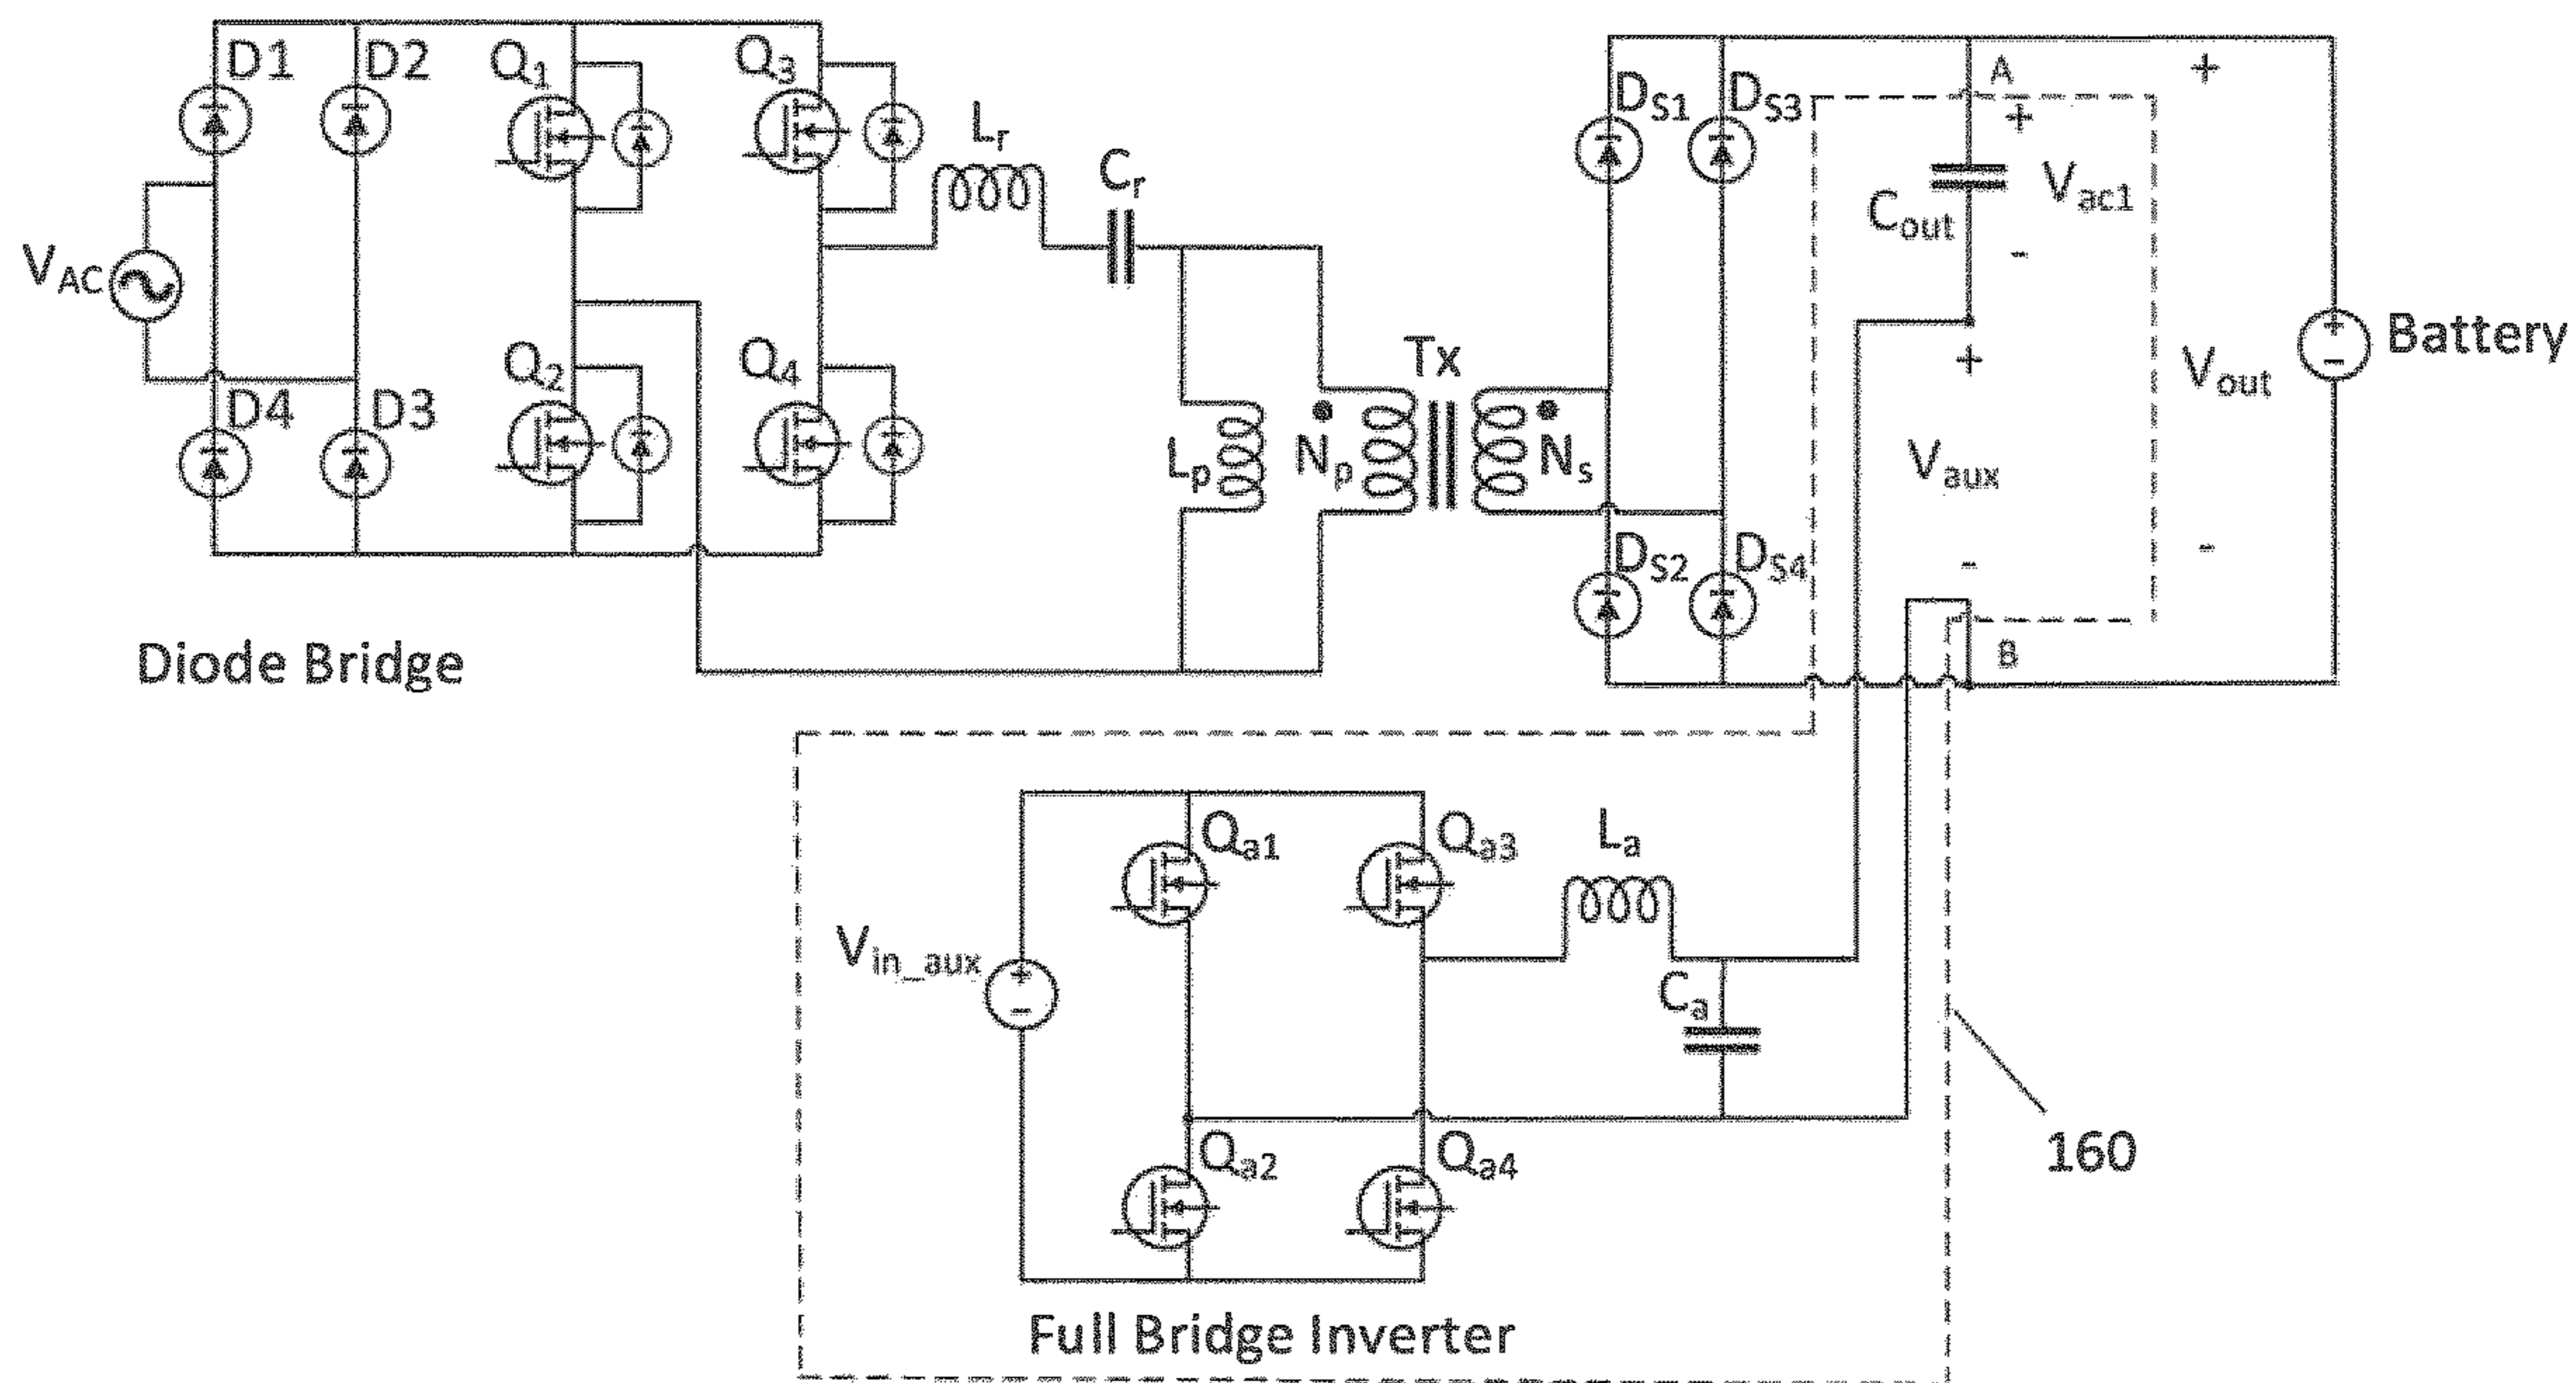 D1
D2
Q1
Q3
Lr
Cr
DS1
DS3
A
+
+
Vac1
Cout
-
VAC
Q2
Q4
D4
D3
Tx
Lp
Np
Ns
+
Vaux
-
Vout
-
+
-
Battery
DS2
DS4
B
Diode Bridge
Qa1
Qa3
La
Vin_aux
+
-
Ca
Qa2
Qa4
160
Full Bridge Inverter